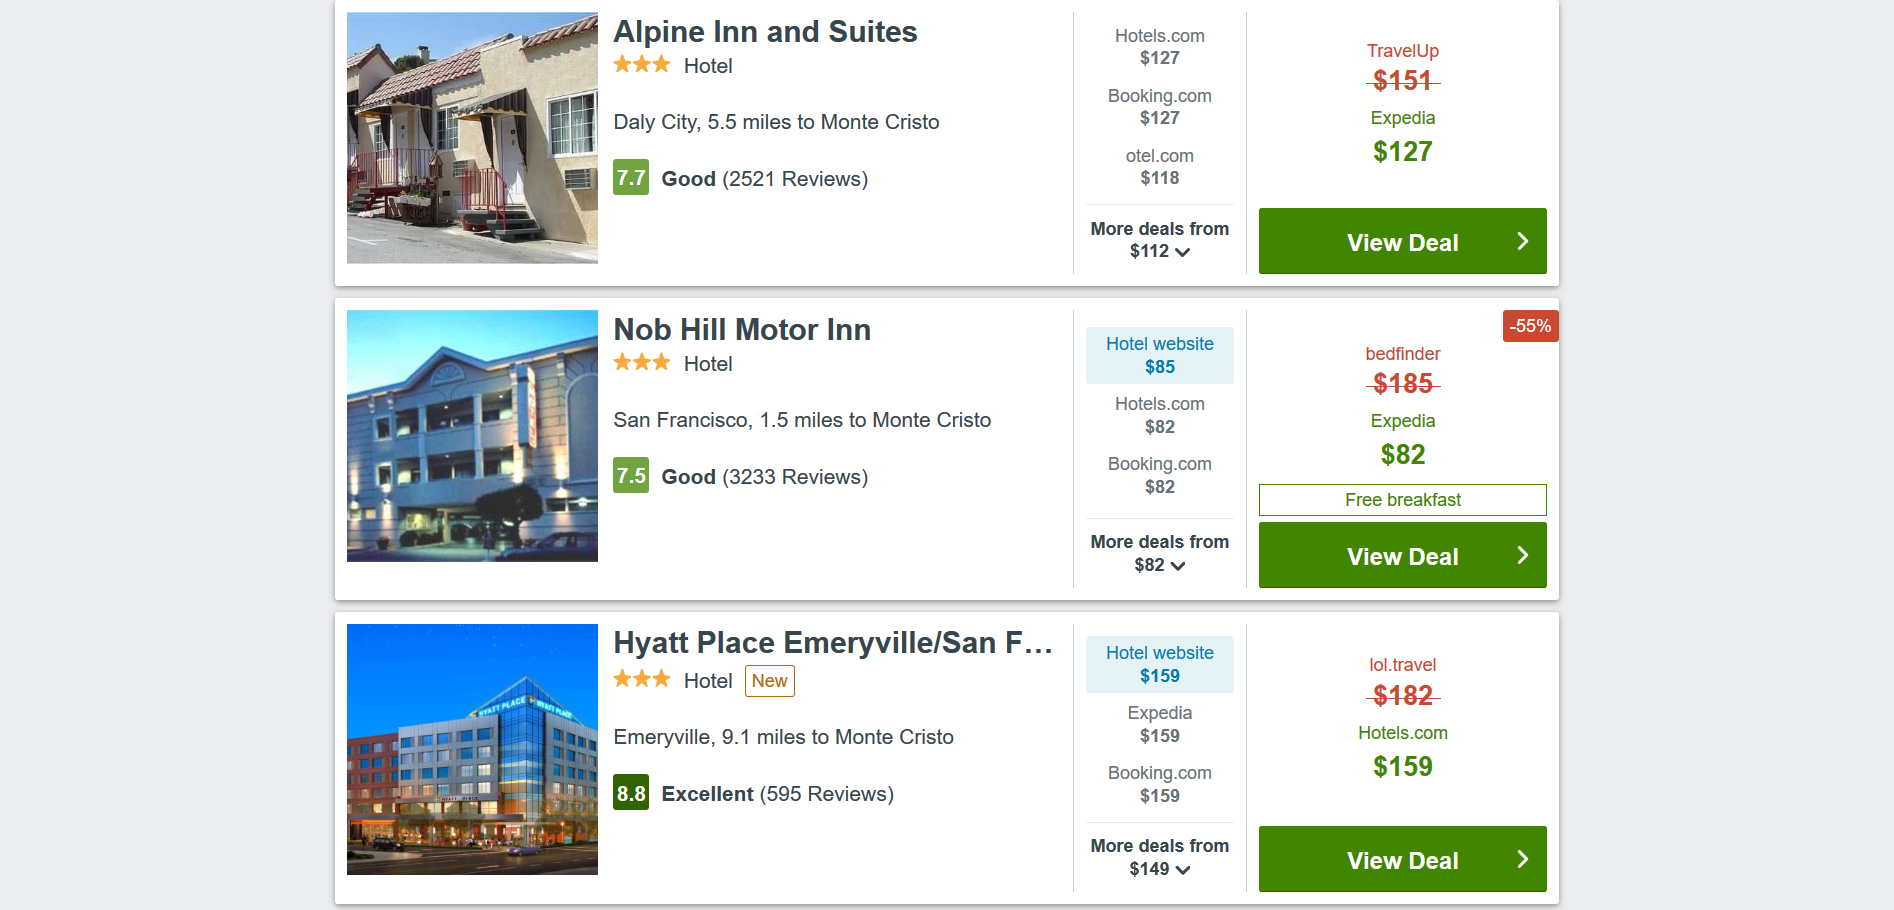 Alpine Inn and Suites
Hotel
Daly City, 5.5 miles to Monte Cristo
7.7 Good (2521 Reviews)
Hotels.com
$127
Booking.com
$127
otel.com
$118
More deals from
$112
TravelUp
$151
Expedia
$127
View Deal
Nob Hill Motor Inn
Hotel
San Francisco, 1.5 miles to Monte Cristo
7.5 Good (3233 Reviews)
Hotel website
$85
Hotels.com
$82
Booking.com
$82
More deals from
$82
-55%
bedfinder
$185
Expedia
$82
Free breakfast
View Deal
Hyatt Place Emeryville/San F...
Hotel New
Emeryville, 9.1 miles to Monte Cristo
8.8 Excellent (595 Reviews)
HYATT PLACE
HYATT PLACE
Hotel website
$159
Expedia
$159
Booking.com
$159
More deals from
$149
lol.travel
$182
Hotels.com
$159
View Deal